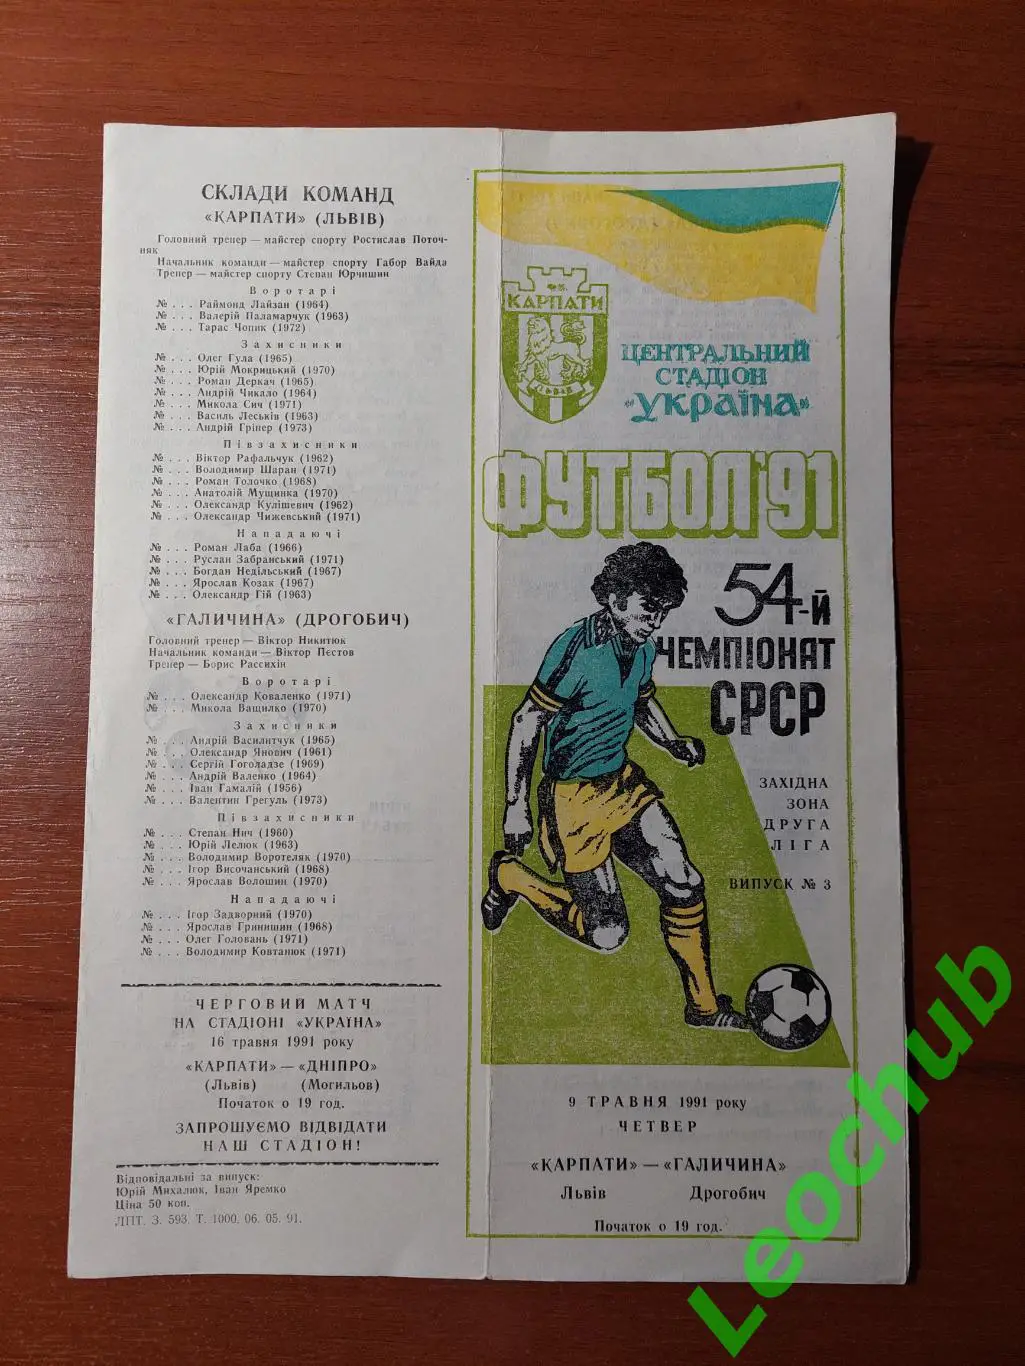 СКЛАДИ КОМАНД
«КАРПАТИ» (ЛЬВІВ)
Головний тренер — майстер спорту Ростислав Поточ-
няк
Начальник команди — майстер спорту Габор Вайда
Тренер — майстер спорту Степан Юрчишин
Воротарі
№ . . . Раймонд Лайзан (1964)
№ . . . Валерій Паламарчук (1963)
№ . . . Тарас Чопик (1972)
Захисники
№ . . . Олег Гула (1965)
№ . . . Юрій Мокрицький (1970)
№ . . . Роман Деркач (1965)
№ . . . Андрій Чикало (1964)
№ . . . Микола Сич (1971)
№ . . . Василь Леськів (1963)
№ . . . Андрій Гріпер (1973)
Півзахисники
№ . . . Віктор Рафальчук (1962)
№ . . . Володимир Шаран (1971)
№ . . . Роман Толочко (1968)
№ . . . Анатолій Мущинка (1970)
№ . . . Олександр Кулішевич (1962)
№ . . . Олександр Чижевський (1971)
Нападаючі
№ . . . Роман Лаба (1966)
№ . . . Руслан Забранський (1971)
№ . . . Богдан Недільський (1967)
№ . . . Ярослав Козак (1967)
№ . . . Олександр Гій (1963)
«ГАЛИЧИНА» (ДРОГОБИЧ)
Головний тренер — Віктор Никитюк
Начальник команди — Віктор Пєстов
Тренер — Борис Рассихін
Воротарі
№ . . . Олександр Коваленко (1971)
№ . . . Микола Ващилко (1970)
Захисники
№ . . . Андрій Василитчук (1965)
№ . . . Олександр Янович (1961)
№ . . . Сергій Гоголадзе (1969)
№ . . . Андрій Валенко (1964)
№ . . . Іван Гамалій (1956)
№ . . . Валентин Грегуль (1973)
Півзахисники
№ . . . Степан Нич (1960)
№ . . . Юрій Лелюк (1963)
№ . . . Володимир Воротеляк (1970)
№ . . . Ігор Височанський (1968)
№ . . . Ярослав Волошин (1970)
Нападаючі
№ . . . Ігор Задворний (1970)
№ . . . Ярослав Гринишин (1968)
№ . . . Олег Головань (1971)
№ . . . Володимир Ковтанюк (1971)
ЧЕРГОВИЙ МАТЧ
НА СТАДІОНІ «УКРАЇНА»
16 травня 1991 року
«КАРПАТИ» — «ДНІПРО»
(Львів) (Могильов)
Початок о 19 год.
ЗАПРОШУЄМО ВІДВІДАТИ
НАШ СТАДІОН!
Відповідальні за випуск:
Юрій Михалюк, Іван Яремко
Ціна 50 коп.
ЛПТ. З. 593. Т. 1000. 06. 05. 91.
КАРПАТИ
ЛЬВІВ
ЦЕНТРАЛЬНИЙ
СТАДІОН
«УКРАЇНА»
ФУТБОЛ'91
54-й
ЧЕМПІОНАТ
СРСР
ЗАХІДНА
ЗОНА
ДРУГА
ЛІГА
ВИПУСК № 3
9 ТРАВНЯ 1991 року
ЧЕТВЕР
«КАРПАТИ» — «ГАЛИЧИНА»
Львів Дрогобич
Початок о 19 год.
Leochub